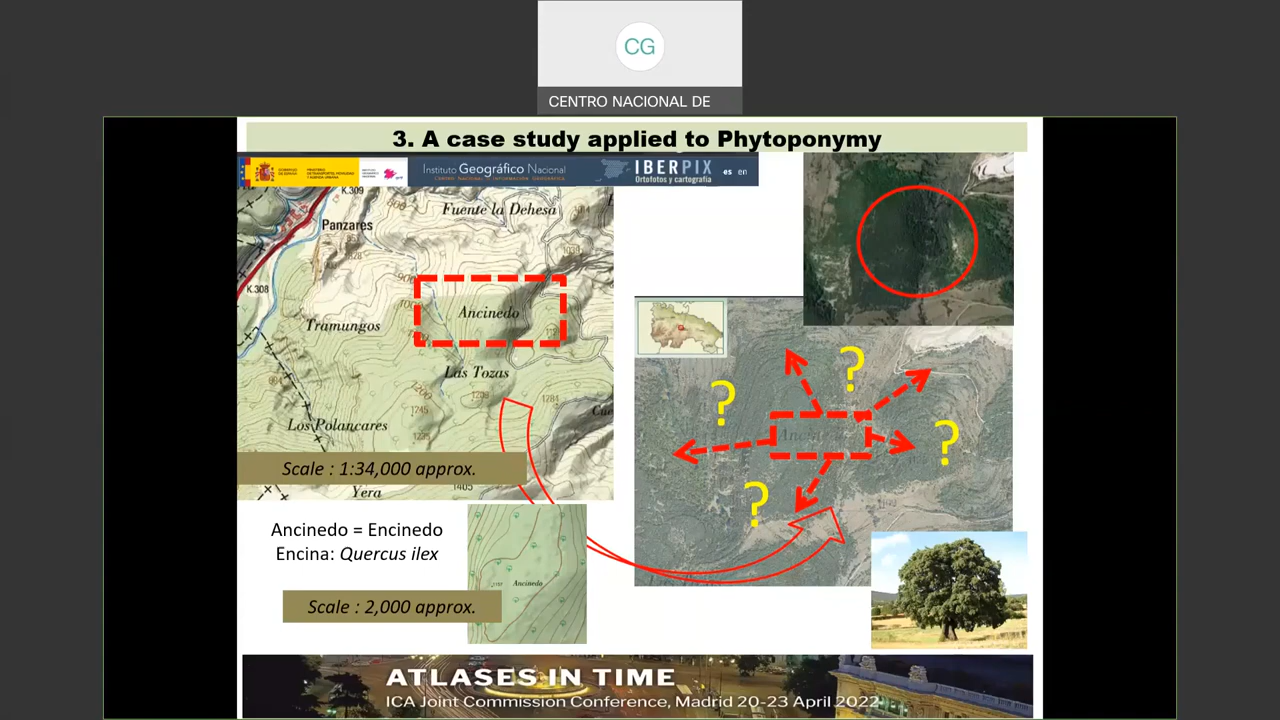 CG
CENTRO NACIONAL DE
3. A case study applied to Phytoponymy
Instituto Geográfico Nacional
IBERPIX
Ortofotos y cartografía
es en
K.309
Panzares
Fuente la Dehesa
K.308
Tramungos
Ancinedo
Las Tozas
1245
1284
Los Polancares
Scale : 1:34,000 approx.
Yera
1405
Ancinedo = Encinedo
Encina: Quercus ilex
Ancinedo
Scale : 2,000 approx.
?
?
?
?
ATLASES IN TIME
ICA Joint Commission Conference, Madrid 20-23 April 2022